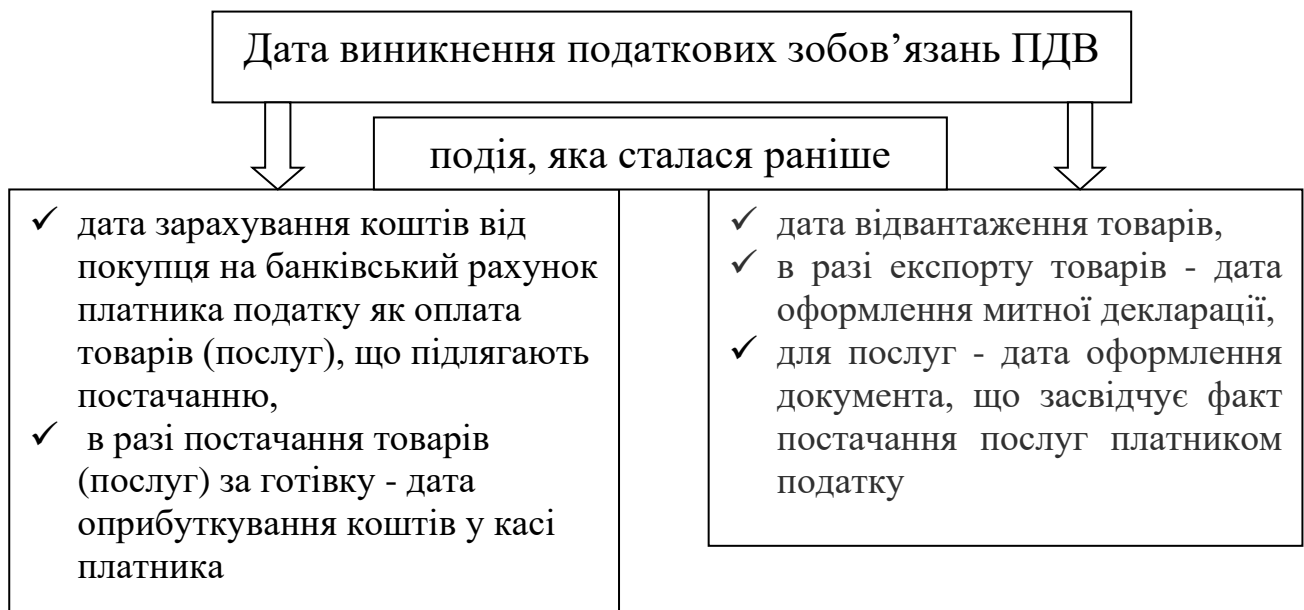 Дата виникнення податкових зобов’язань ПДВ
подія, яка сталася раніше
✓ дата зарахування коштів від
покупця на банківський рахунок
платника податку як оплата
товарів (послуг), що підлягають
постачанню,
✓ в разі постачання товарів
(послуг) за готівку - дата
оприбуткування коштів у касі
платника
✓ дата відвантаження товарів,
✓ в разі експорту товарів - дата
оформлення митної декларації,
✓ для послуг - дата оформлення
документа, що засвідчує факт
постачання послуг платником
податку